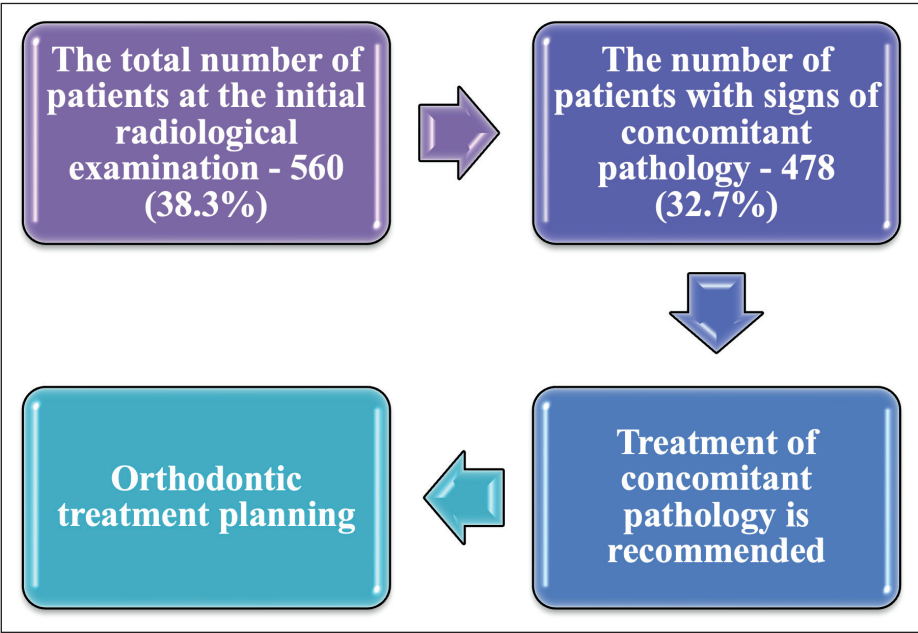 The total number of
patients at the initial
radiological
examination - 560
(38.3%)
The number of
patients with signs of
concomitant
pathology - 478
(32.7%)
Treatment of
concomitant
pathology is
recommended
Orthodontic
treatment planning